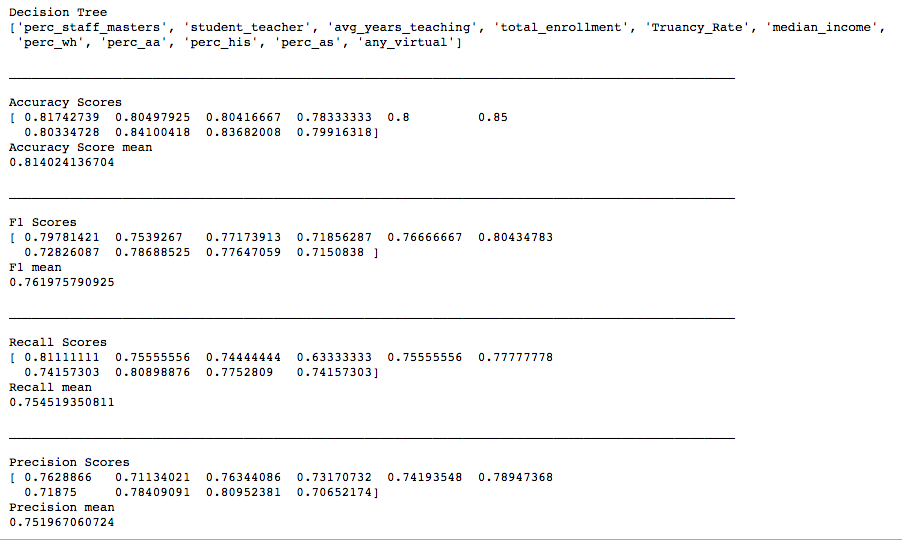 Decision Tree
['perc_staff_masters', 'student_teacher', 'avg_years_teaching', 'total_enrollment', 'Truancy_Rate', 'median_income',
'perc_wh', 'perc_aa', 'perc_his', 'perc_as', 'any_virtual']
Accuracy Scores
[ 0.81742739 0.80497925 0.80416667 0.78333333 0.8 0.85
0.80334728 0.84100418 0.83682008 0.79916318]
Accuracy Score mean
0.814024136704
F1 Scores
[ 0.79781421 0.7539267 0.77173913 0.71856287 0.76666667 0.80434783
0.72826087 0.78688525 0.77647059 0.7150838 ]
F1 mean
0.761975790925
Recall Scores
[ 0.81111111 0.75555556 0.74444444 0.63333333 0.75555556 0.77777778
0.74157303 0.80898876 0.7752809 0.74157303]
Recall mean
0.754519350811
Precision Scores
[ 0.7628866 0.71134021 0.76344086 0.73170732 0.74193548 0.78947368
0.71875 0.78409091 0.80952381 0.70652174]
Precision mean
0.751967060724